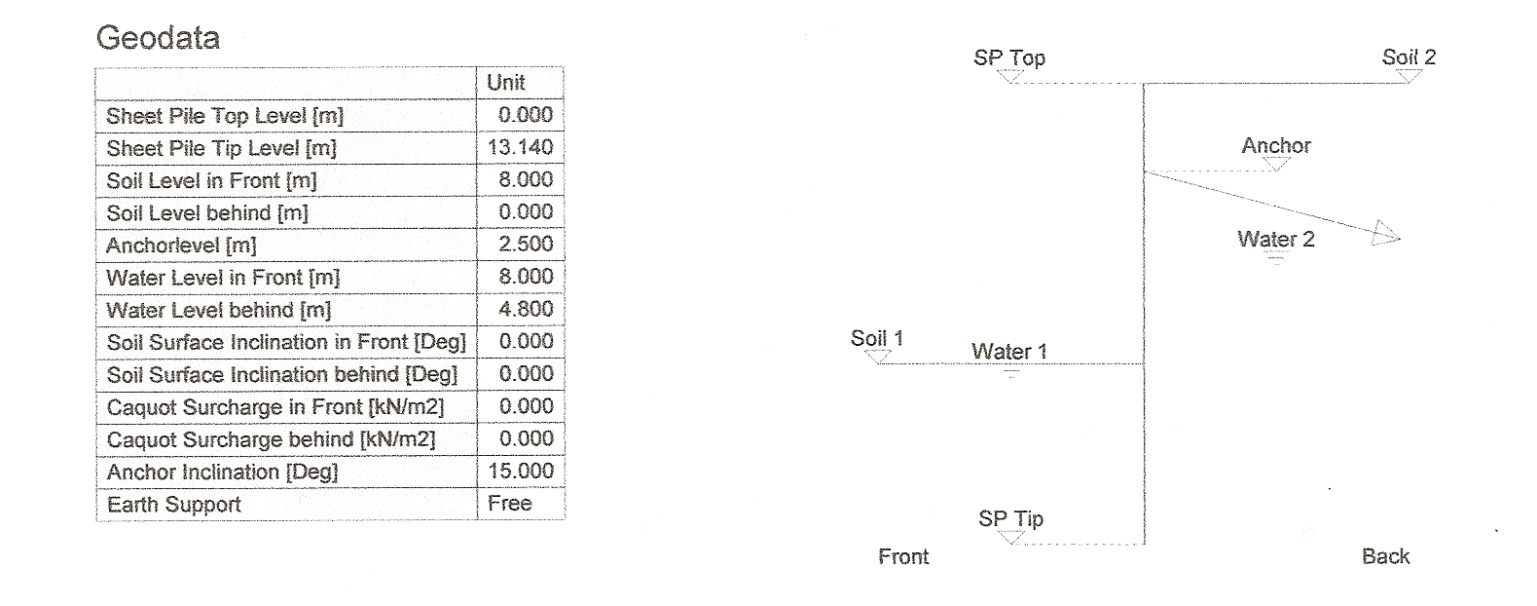 Geodata
Unit
Sheet Pile Top Level [m] 0.000
Sheet Pile Tip Level [m] 13.140
Soil Level in Front [m] 8.000
Soil Level behind [m] 0.000
Anchorlevel [m] 2.500
Water Level in Front [m] 8.000
Water Level behind [m] 4.800
Soil Surface Inclination in Front [Deg] 0.000
Soil Surface Inclination behind [Deg] 0.000
Caquot Surcharge in Front [kN/m2] 0.000
Caquot Surcharge behind [kN/m2] 0.000
Anchor Inclination [Deg] 15.000
Earth Support Free
SP Top
Soil 2
Anchor
Water 2
Soil 1
Water 1
SP Tip
Front
Back